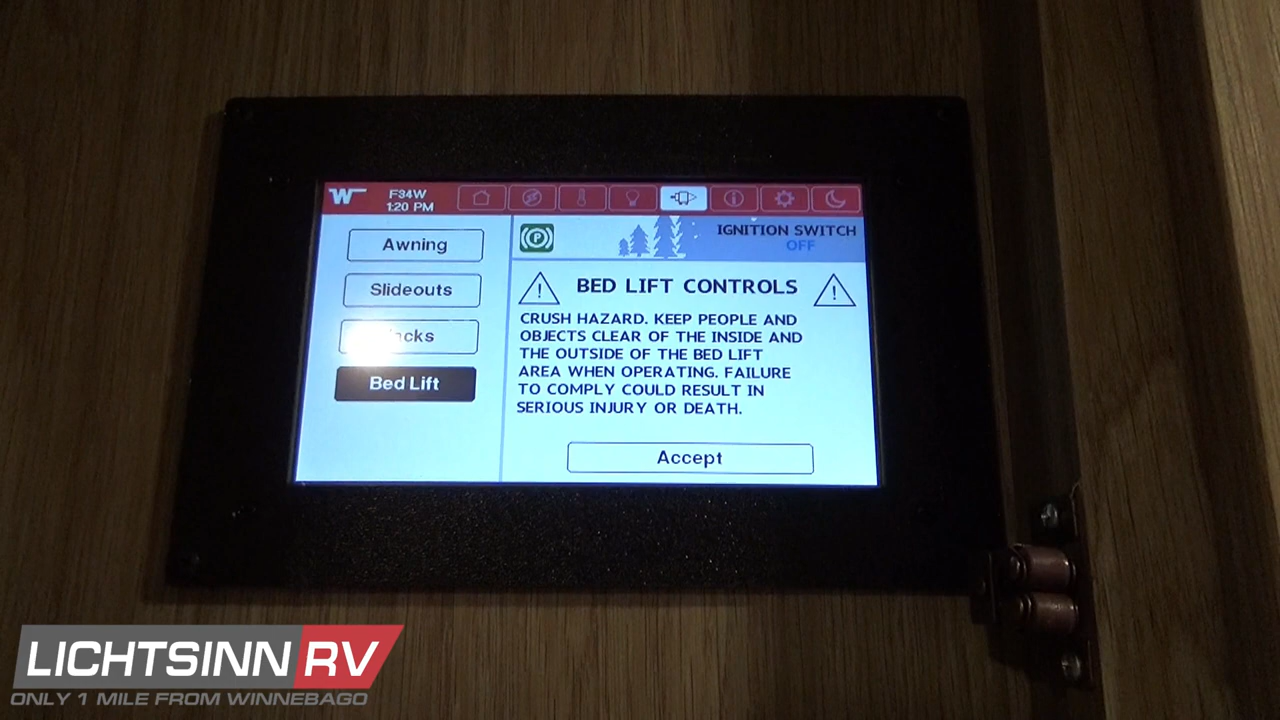 W
F34W
1:20 PM
Awning
Slideouts
Bed Lift
P
IGNITION SWITCH
OFF
! BED LIFT CONTROLS !
CRUSH HAZARD. KEEP PEOPLE AND
OBJECTS CLEAR OF THE INSIDE AND
THE OUTSIDE OF THE BED LIFT
AREA WHEN OPERATING. FAILURE
TO COMPLY COULD RESULT IN
SERIOUS INJURY OR DEATH.
Accept
LICHTSINN RV
ONLY 1 MILE FROM WINNEBAGO